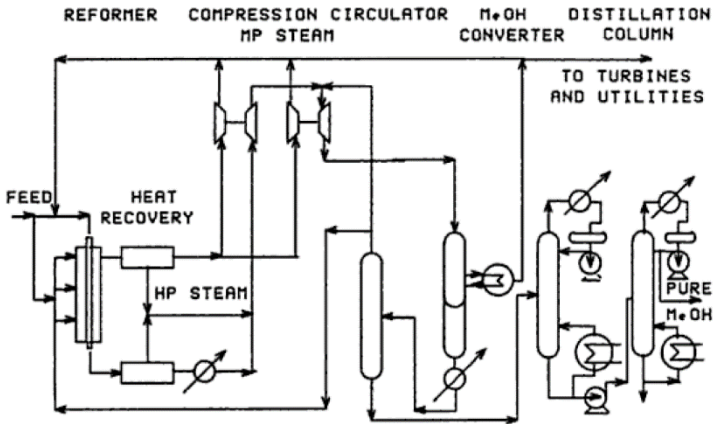 REFORMER COMPRESSION CIRCULATOR MeOH DISTILLATION
MP STEAM CONVERTER COLUMN
TO TURBINES
AND UTILITIES
FEED HEAT
RECOVERY
HP STEAM
PURE
MeOH